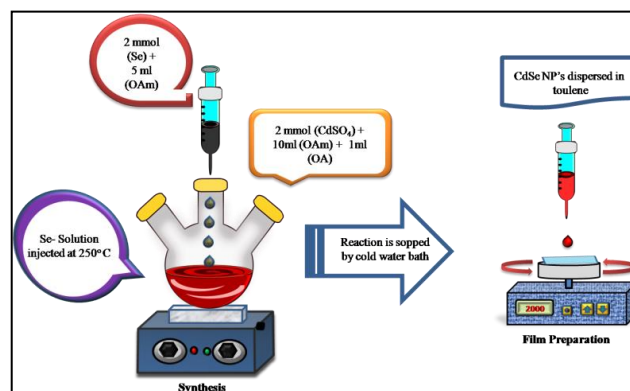 2 mmol
(Se) +
5 ml
(OAm)
2 mmol (CdSO₄) +
10ml (OAm) + 1ml
(OA)
Se- Solution
injected at 250°C
Synthesis
Reaction is sopped
by cold water bath
CdSe NP's dispersed in
toulene
2000
Film Preparation